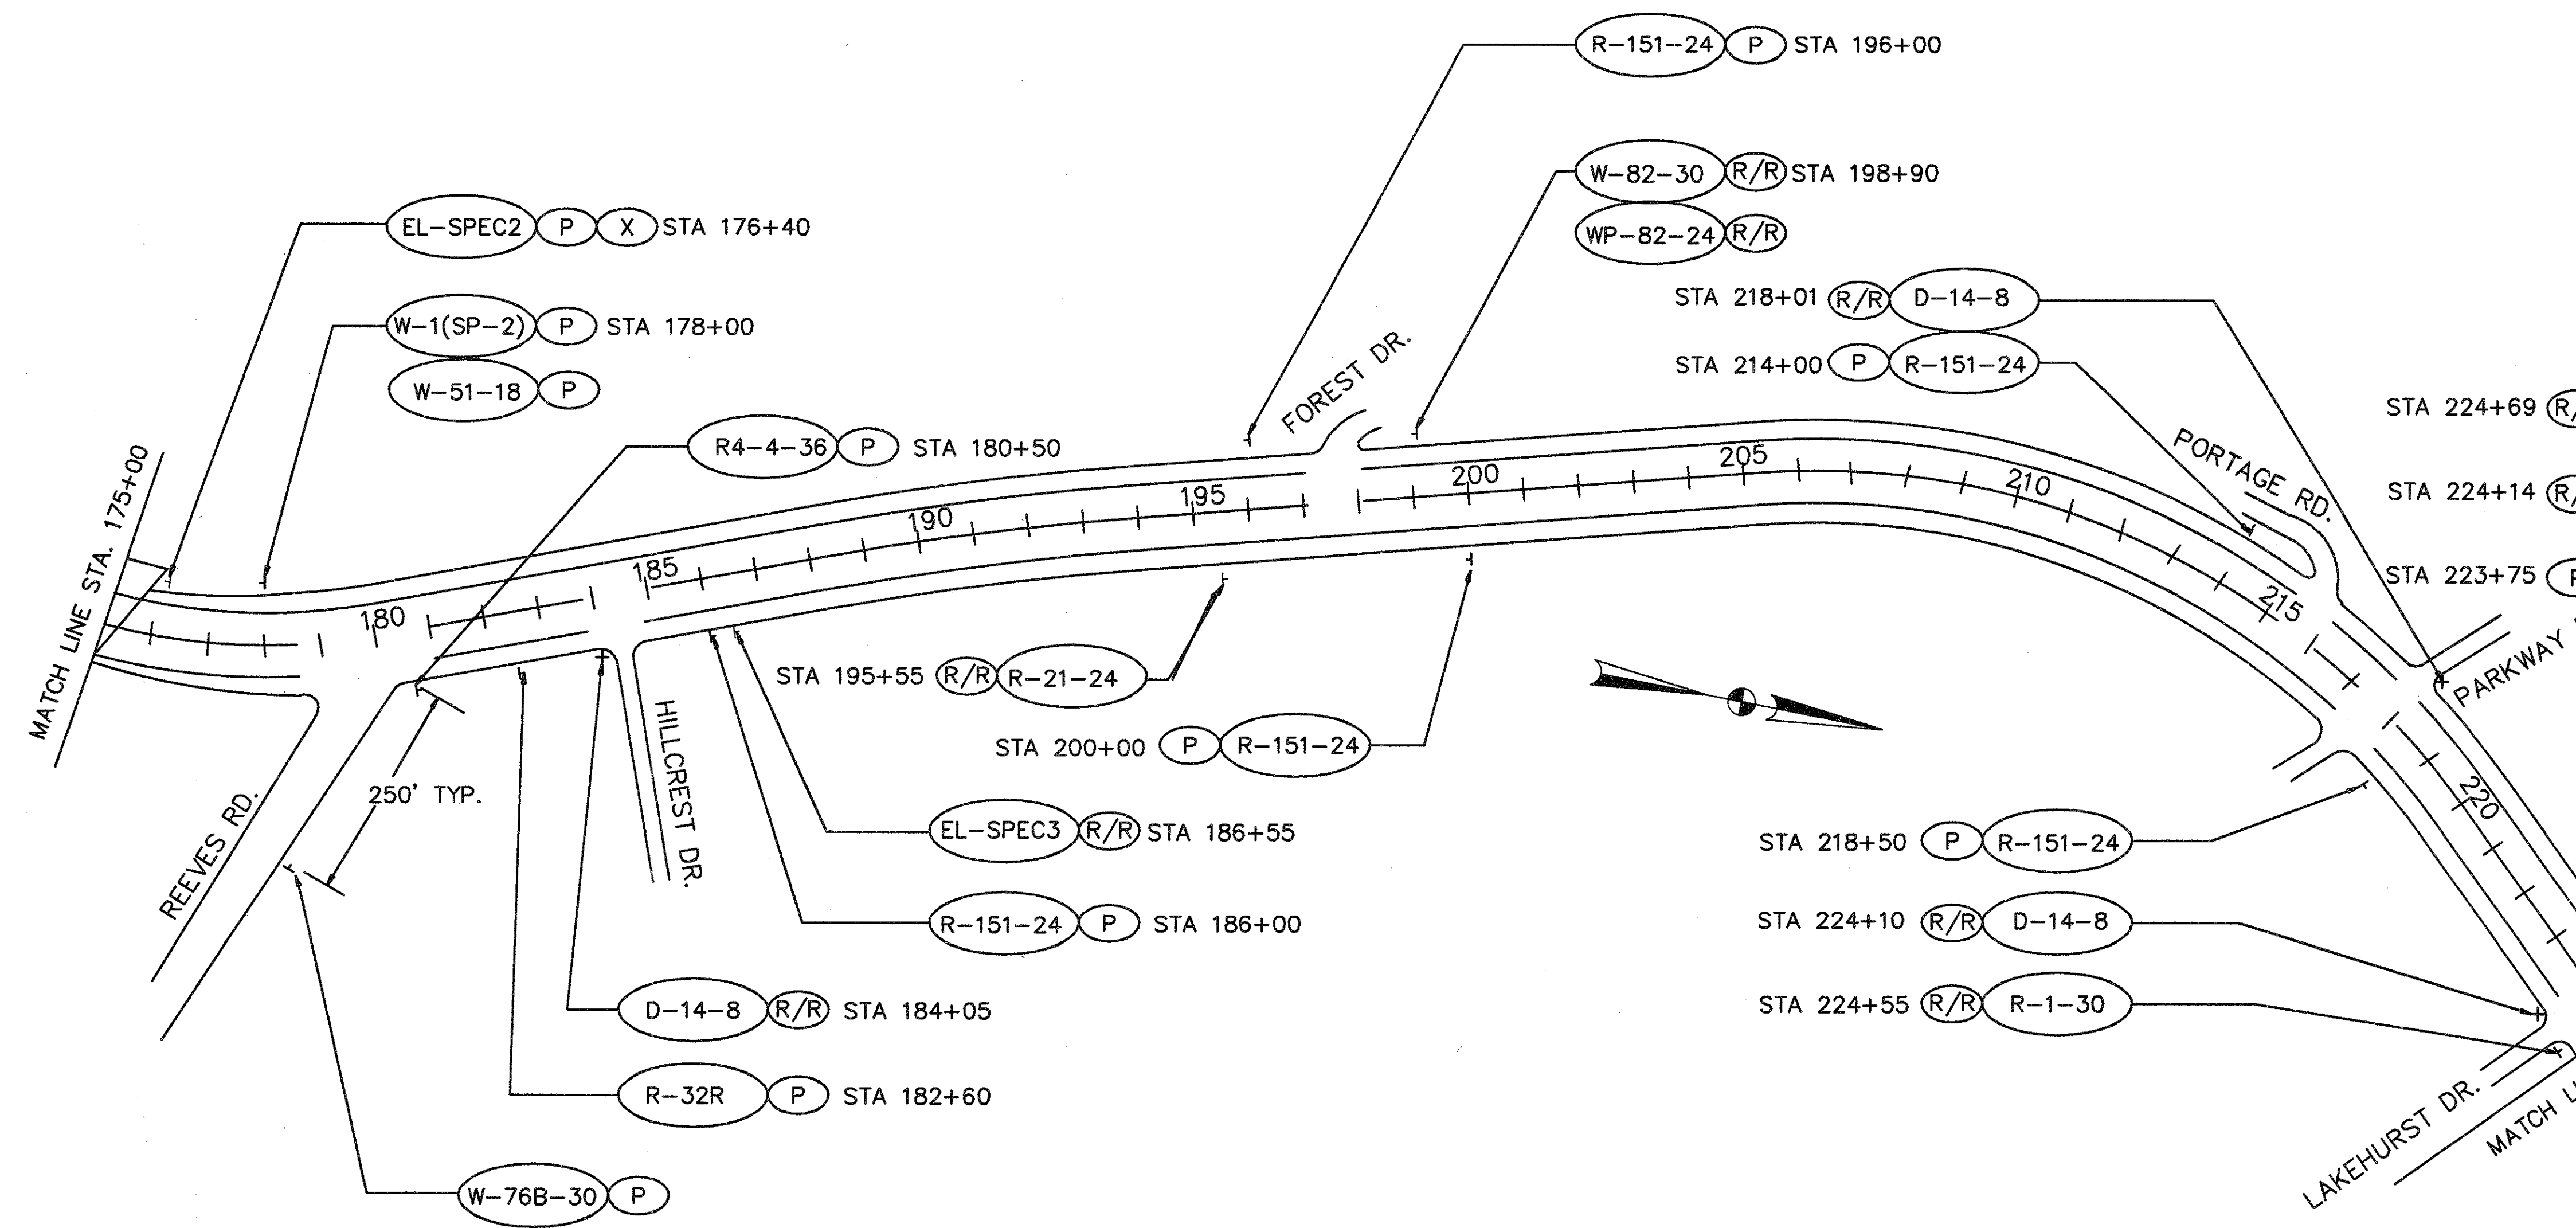 R-151-24 P STA 196+00
W-82-30 R/R STA 198+90
WP-82-24 R/R
EL-SPEC2 P X STA 176+40
W-1(SP-2) P STA 178+00
W-51-18 P
R4-4-36 P STA 180+50
STA 218+01 R/R D-14-8
STA 214+00 P R-151-24
STA 224+69
STA 224+14
STA 223+75
MATCH LINE STA. 175+00
FOREST DR.
PORTAGE RD.
PARKWAY
180
185
190
195
200
205
210
215
220
STA 195+55 R/R R-21-24
STA 200+00 P R-151-24
HILLCREST DR.
250' TYP.
REEVES RD.
EL-SPEC3 R/R STA 186+55
R-151-24 P STA 186+00
STA 218+50 P R-151-24
STA 224+10 R/R D-14-8
STA 224+55 R/R R-1-30
D-14-8 R/R STA 184+05
R-32R P STA 182+60
W-76B-30 P
LAKEHURST DR.
MATCH